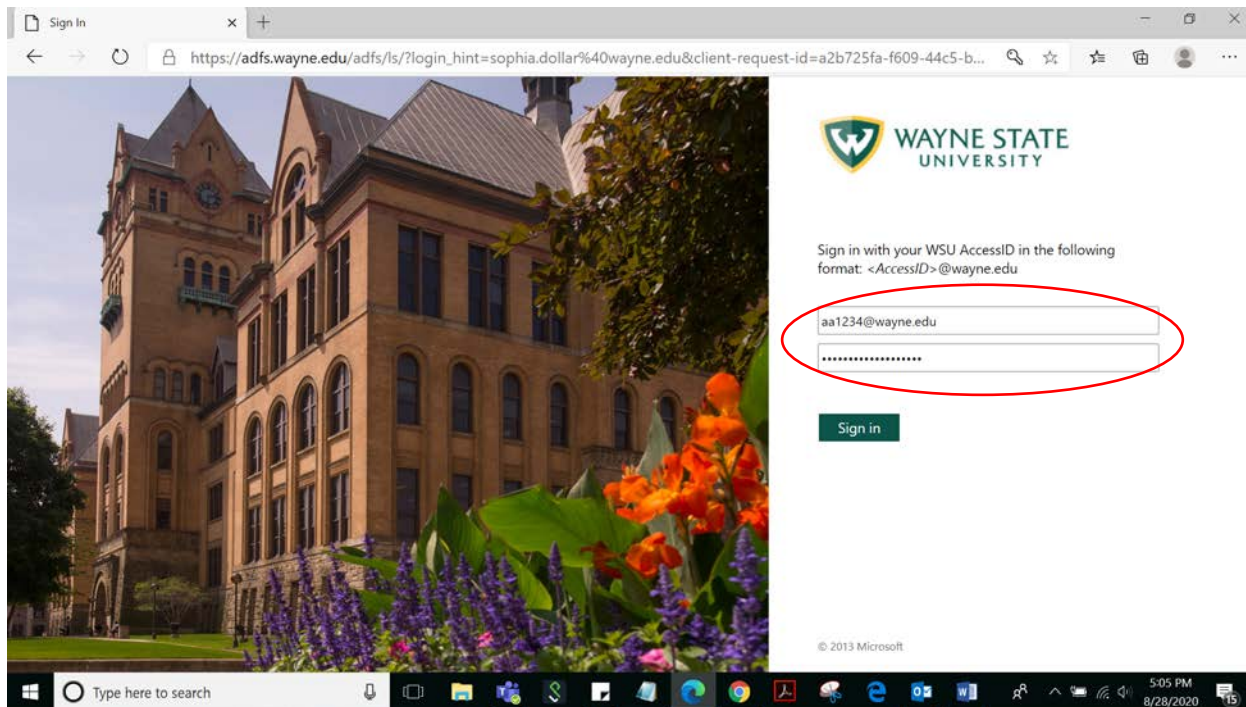 Sign In
https://adfs.wayne.edu/adfs/ls/?login_hint=sophia.dollar%40wayne.edu&client-request-id=a2b725fa-f609-44c5-b...
W
WAYNE STATE
UNIVERSITY
Sign in with your WSU AccessID in the following
format: <AccessID>@wayne.edu
aa1234@wayne.edu
•••••••••••••••••••
Sign in
© 2013 Microsoft
Type here to search
5:05 PM
8/28/2020
15